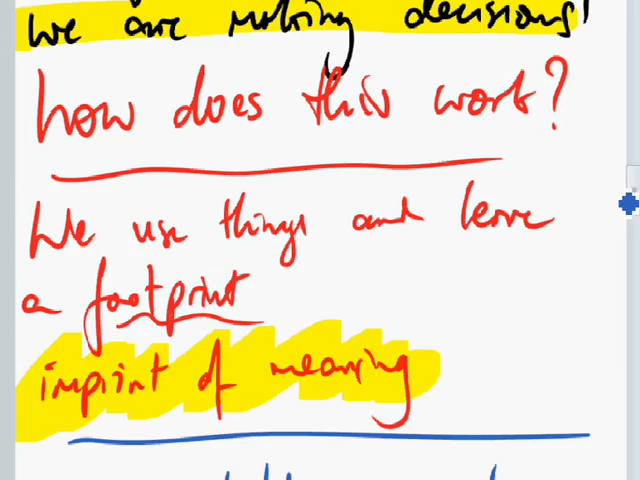 We are making decisions!
how does this work?
We use things and leave
a footprint
imprint of meaning